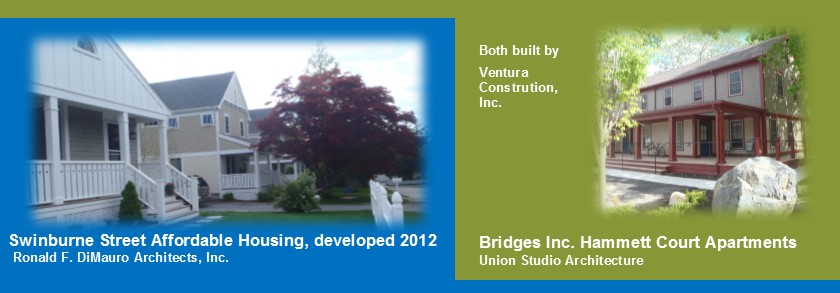 Swinburne Street Affordable Housing, developed 2012
Ronald F. DiMauro Architects, Inc.
Both built by
Ventura
Constrution,
Inc.
Bridges Inc. Hammett Court Apartments
Union Studio Architecture